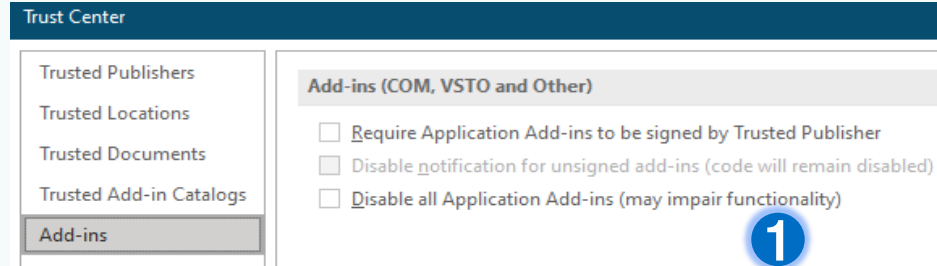 Trust Center
Trusted Publishers
Trusted Locations
Trusted Documents
Trusted Add-in Catalogs
Add-ins
Add-ins (COM, VSTO and Other)
Require Application Add-ins to be signed by Trusted Publisher
Disable notification for unsigned add-ins (code will remain disabled)
Disable all Application Add-ins (may impair functionality)
1